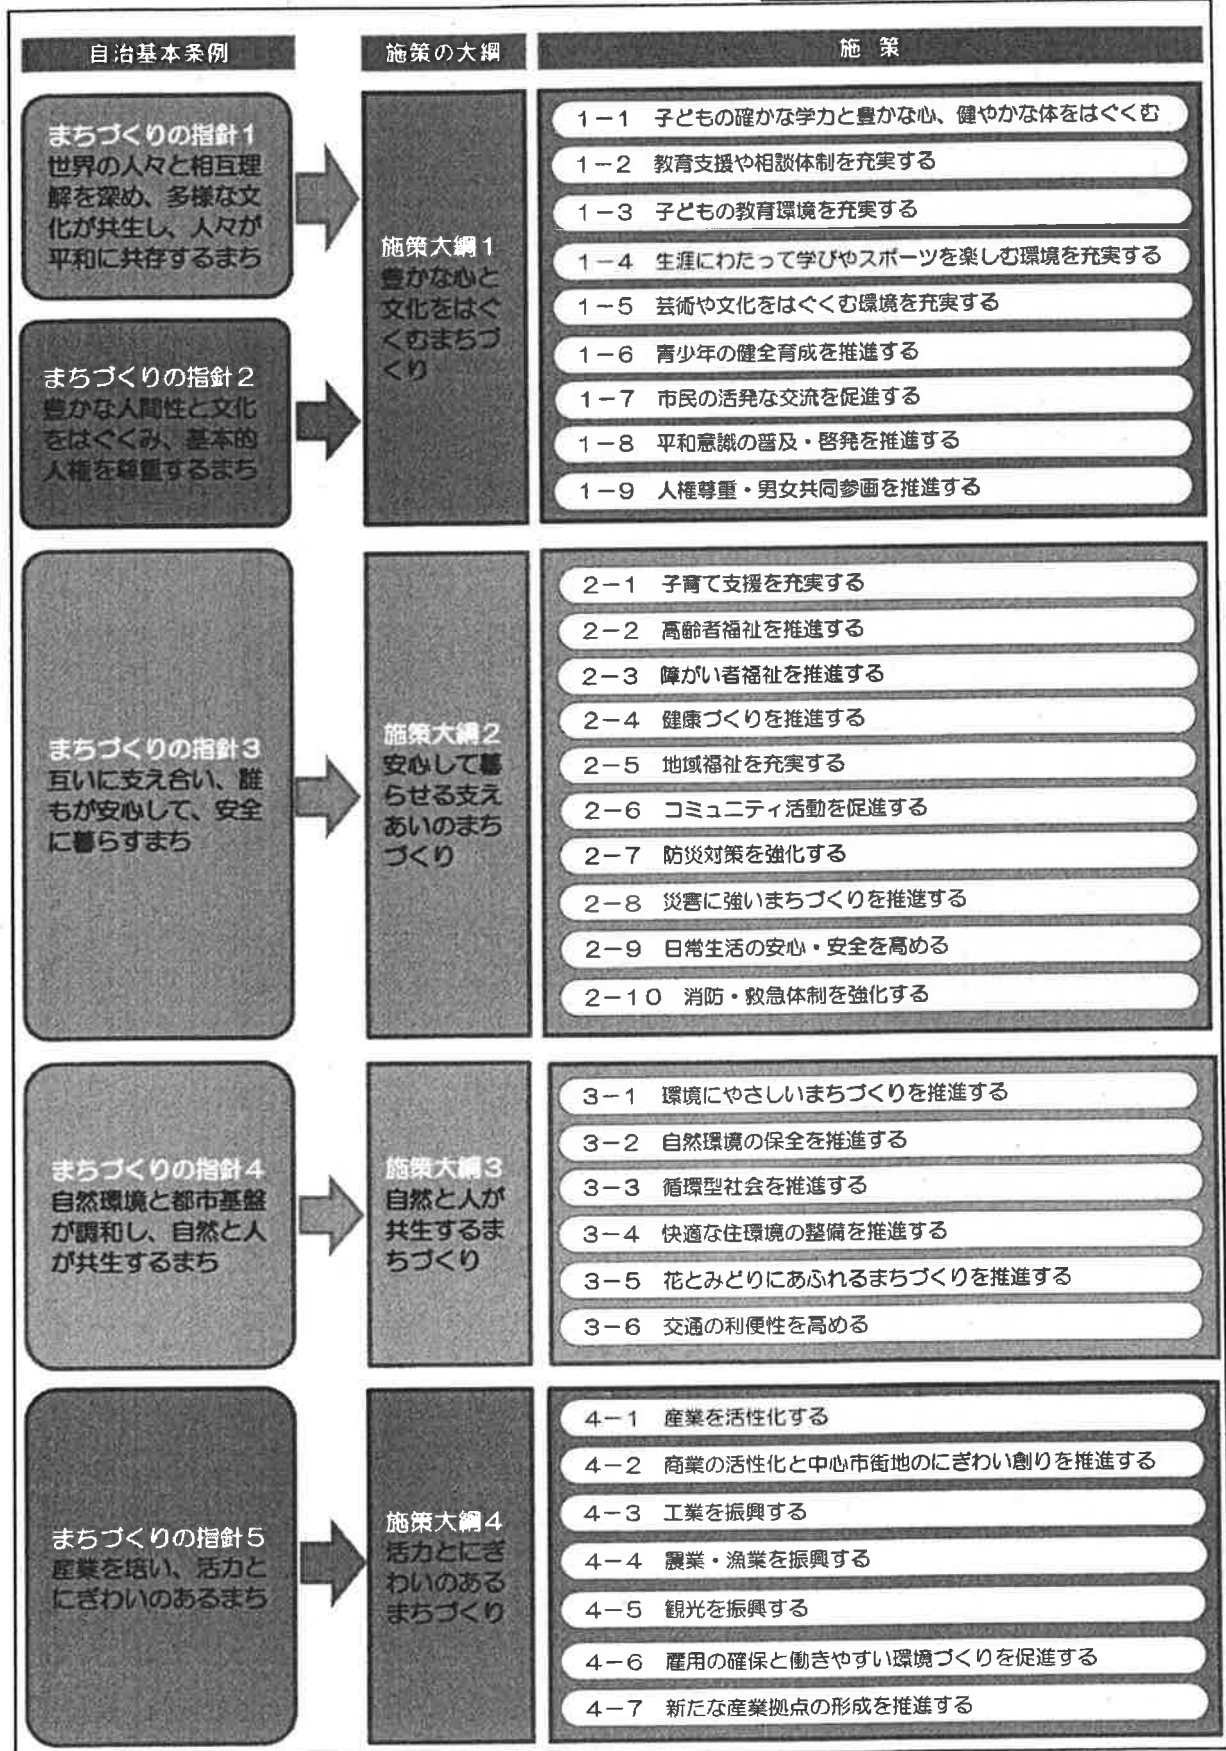 自治基本条例
施策の大綱
施 策
まちづくりの指針1
世界の人々と相互理
解を深め、多様な文
化が共生し、人々が
平和に共存するまち
まちづくりの指針2
豊かな人間性と文化
をはぐくみ、基本的
人権を尊重するまち
施策大綱1
豊かな心と
文化をはぐ
くむまちづ
くり
1-1 子どもの確かな学力と豊かな心、健やかな体をはぐくむ
1-2 教育支援や相談体制を充実する
1-3 子どもの教育環境を充実する
1-4 生涯にわたって学びやスポーツを楽しむ環境を充実する
1-5 芸術や文化をはぐくむ環境を充実する
1-6 青少年の健全育成を推進する
1-7 市民の活発な交流を促進する
1-8 平和意識の普及・啓発を推進する
1-9 人権尊重・男女共同参画を推進する
まちづくりの指針3
互いに支え合い、誰
もが安心して、安全
に暮らすまち
施策大綱2
安心して暮
らせる支え
あいのまち
づくり
2-1 子育て支援を充実する
2-2 高齢者福祉を推進する
2-3 障がい者福祉を推進する
2-4 健康づくりを推進する
2-5 地域福祉を充実する
2-6 コミュニティ活動を促進する
2-7 防災対策を強化する
2-8 災害に強いまちづくりを推進する
2-9 日常生活の安心・安全を高める
2-10 消防・救急体制を強化する
まちづくりの指針4
自然環境と都市基盤
が調和し、自然と人
が共生するまち
施策大綱3
自然と人が
共生するま
ちづくり
3-1 環境にやさしいまちづくりを推進する
3-2 自然環境の保全を推進する
3-3 循環型社会を推進する
3-4 快適な住環境の整備を推進する
3-5 花とみどりにあふれるまちづくりを推進する
3-6 交通の利便性を高める
まちづくりの指針5
産業を培い、活力と
にぎわいのあるまち
施策大綱4
活力とにぎ
わいのある
まちづくり
4-1 産業を活性化する
4-2 商業の活性化と中心市街地のにぎわい創りを推進する
4-3 工業を振興する
4-4 農業・漁業を振興する
4-5 観光を振興する
4-6 雇用の確保と働きやすい環境づくりを促進する
4-7 新たな産業拠点の形成を推進する